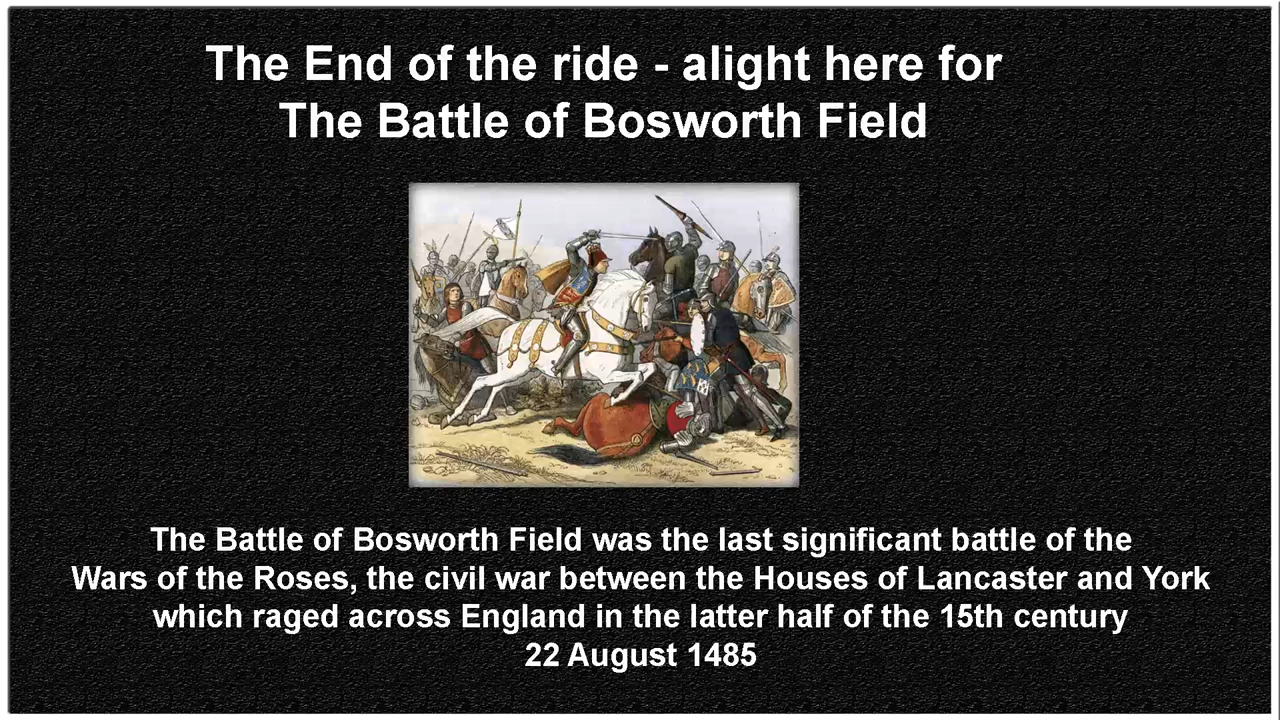 The End of the ride - alight here for
The Battle of Bosworth Field
The Battle of Bosworth Field was the last significant battle of the
Wars of the Roses, the civil war between the Houses of Lancaster and York
which raged across England in the latter half of the 15th century
22 August 1485